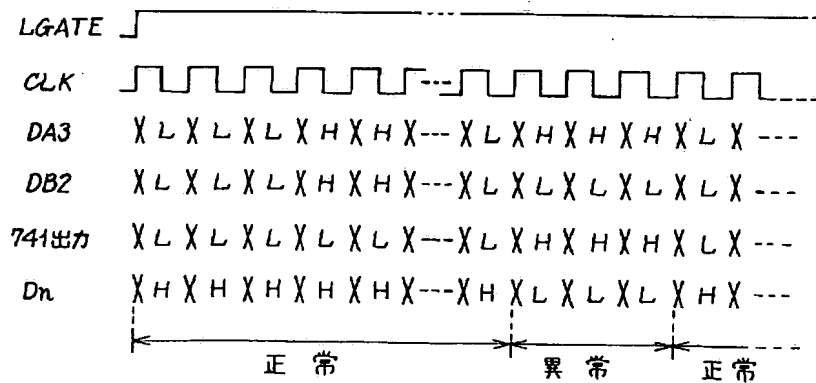 LGATE
CLK
DA3 X L X L X L X H X H X --- X L X H X H X H X L X ---
DB2 X L X L X L X H X H X --- X L X L X L X L X L X ---
741出力 X L X L X L X L X L X --- X L X H X H X H X L X ---
Dn X H X H X H X H X H X --- X H X L X L X L X H X ---
正常 異常 正常